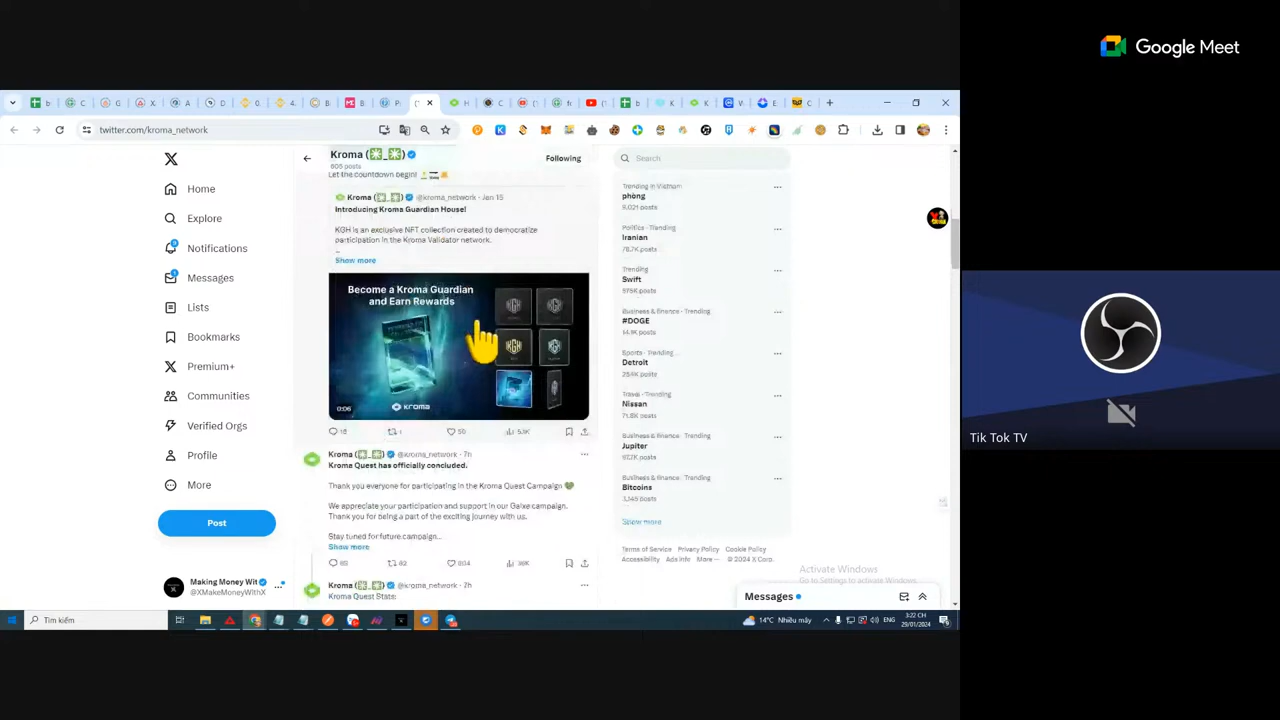 Google Meet
twitter.com/kroma_network
Kroma
605 posts
Following
Search
Home
Explore
Notifications
Messages
Lists
Bookmarks
Premium+
Communities
Verified Orgs
Profile
More
Post
Making Money Wit
@XMakeMoneyWithX
Let the countdown begin!
Kroma @kroma_network · Jan 15
Introducing Kroma Guardian House!
KGH is an exclusive NFT collection created to democratize
participation in the Kroma Validator network.
..
Show more
Become a Kroma Guardian
and Earn Rewards
KGH
KROMA
0:06
Kroma @kroma_network · 7h
Kroma Quest has officially concluded.
Thank you everyone for participating in the Kroma Quest Campaign
We appreciate your participation and support in our Galxe campaign.
Thank you for being a part of the exciting journey with us.
Stay tuned for future campaign...
Show more
Kroma @kroma_network · 7h
Kroma Quest Stats:
Trending in Vietnam
phòng
Politics · Trending
Iranian
Trending
Swift
Business & finance · Trending
#DOGE
Sports · Trending
Detroit
Trending
Nissan
Business & finance · Trending
Jupiter
Business & finance · Trending
Bitcoins
Show more
Terms of Service Privacy Policy Cookie Policy
Accessibility Ads info More ··· © 2024 X Corp.
Activate Windows
Go to Settings to activate Windows.
Messages
Tik Tok TV
Tìm kiếm
14°C Nhiều mây
ENG
3:22 CH
29/01/2024